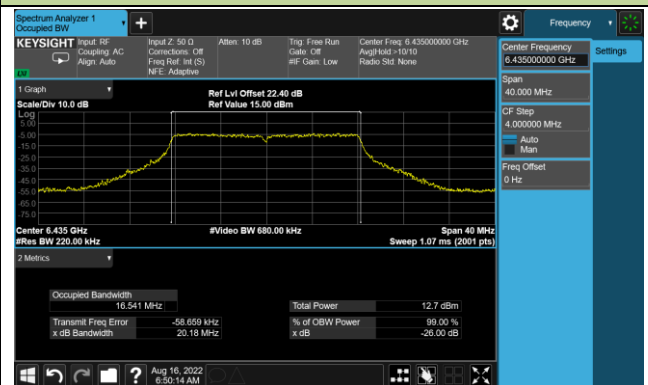 Spectrum Analyzer 1
Occupied BW
Frequency
KEYSIGHT
Input: RF
Coupling: AC
Align: Auto
Input Z: 50 Ω
Corrections: Off
Freq Ref: Int (S)
NFE: Adaptive
Atten: 10 dB
Trig: Free Run
Gate: Off
#IF Gain: Low
Center Freq: 6.435000000 GHz
Avg|Hold:>10/10
Radio Std: None
1 Graph
Scale/Div 10.0 dB
Ref Lvl Offset 22.40 dB
Ref Value 15.00 dBm
Log
5.00
-5.00
-15.0
-25.0
-35.0
-45.0
-55.0
-65.0
-75.0
Center 6.435 GHz
#Res BW 220.00 kHz
#Video BW 680.00 kHz
Span 40 MHz
Sweep 1.07 ms (2001 pts)
2 Metrics
Occupied Bandwidth
16.541 MHz
Total Power 12.7 dBm
Transmit Freq Error -58.659 kHz
% of OBW Power 99.00 %
x dB Bandwidth 20.18 MHz
x dB -26.00 dB
Aug 16, 2022
6:50:14 AM
Center Frequency
6.435000000 GHz
Settings
Span
40.000 MHz
CF Step
4.000000 MHz
Auto
Man
Freq Offset
0 Hz